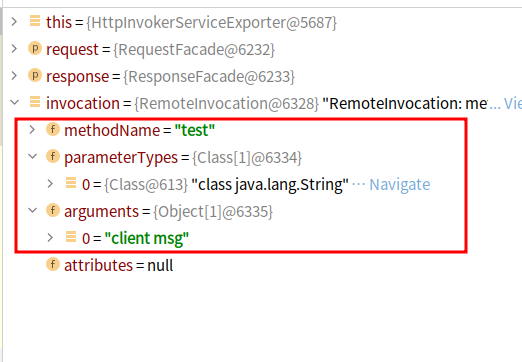 this = {HttpInvokerServiceExporter@5687}
p request = {RequestFacade@6232}
p response = {ResponseFacade@6233}
invocation = {RemoteInvocation@6328} "RemoteInvocation: me… Vie
f methodName = "test"
f parameterTypes = {Class[1]@6334}
0 = {Class@613} "class java.lang.String" … Navigate
f arguments = {Object[1]@6335}
0 = "client msg"
f attributes = null